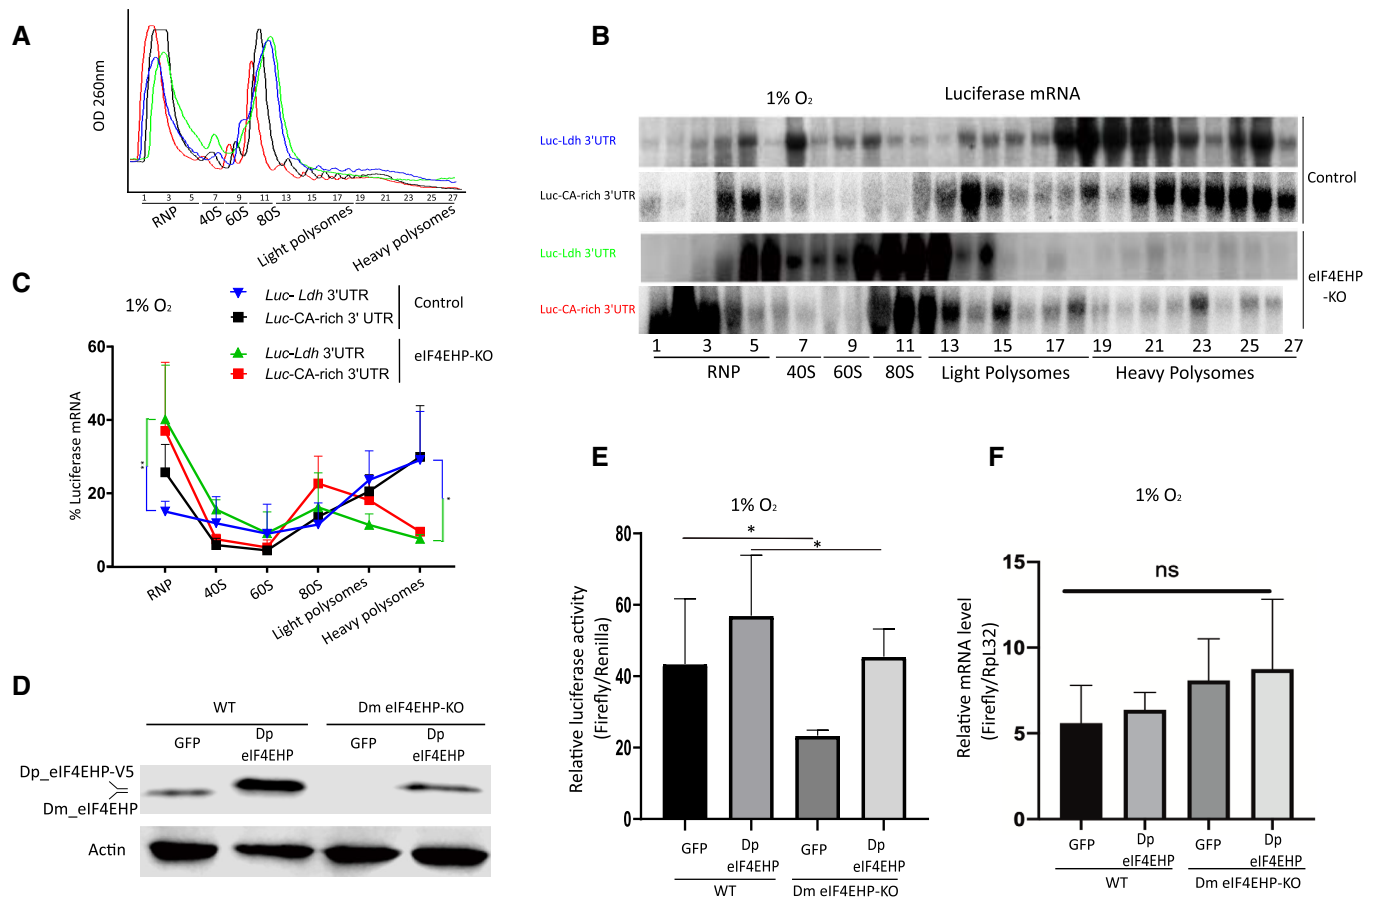 A
OD 260nm
1 3 5 7 9 11 13 15 17 19 21 23 25 27
RNP 40S 60S 80S Light polysomes Heavy polysomes
B
Luciferase mRNA
1% O2
Luc-Ldh 3'UTR
Luc-CA-rich 3'UTR
Control
Luc-Ldh 3'UTR
Luc-CA-rich 3'UTR
eIF4EHP
-KO
1 3 5 7 9 11 13 15 17 19 21 23 25 27
RNP 40S 60S 80S Light Polysomes Heavy Polysomes
C
1% O2
Luc- Ldh 3'UTR
Luc-CA-rich 3' UTR
Control
Luc-Ldh 3'UTR
Luc-CA-rich 3'UTR
eIF4EHP-KO
% Luciferase mRNA
60
40
20
0
**
*
RNP 40S 60S 80S Light polysomes Heavy polysomes
D
WT Dm eIF4EHP-KO
GFP Dp eIF4EHP GFP Dp eIF4EHP
Dp_eIF4EHP-V5
Dm_eIF4EHP
Actin
E
1% O2
Relative luciferase activity
(Firefly/Renilla)
80
60
40
20
0
*
*
GFP Dp eIF4EHP GFP Dp eIF4EHP
WT Dm eIF4EHP-KO
F
1% O2
Relative mRNA level
(Firefly/RpL32)
15
10
5
0
ns
GFP Dp eIF4EHP GFP Dp eIF4EHP
WT Dm eIF4EHP-KO